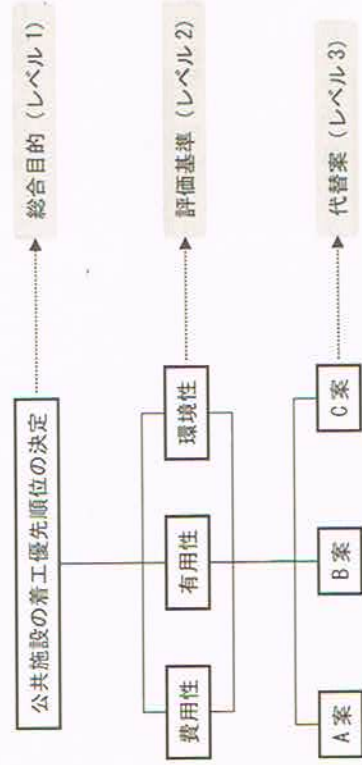 公共施設の着工優先順位の決定
総合目的（レベル1）
費用性
有用性
環境性
評価基準（レベル2）
A案
B案
C案
代替案（レベル3）